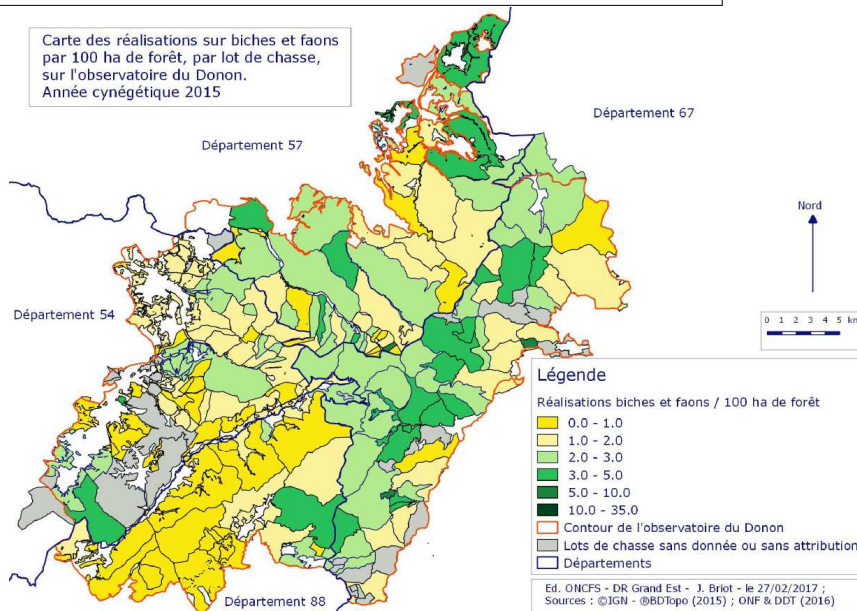 Carte des réalisations sur biches et faons
par 100 ha de forêt, par lot de chasse,
sur l'observatoire du Donon.
Année cynégétique 2015
Département 57
Département 67
Nord
Département 54
0 1 2 3 4 5 km
Légende
Réalisations biches et faons / 100 ha de forêt
0.0 - 1.0
1.0 - 2.0
2.0 - 3.0
3.0 - 5.0
5.0 - 10.0
10.0 - 35.0
Contour de l'observatoire du Donon
Lots de chasse sans donnée ou sans attribution
Départements
Département 88
Ed. ONCFS - DR Grand Est - J. Briot - le 27/02/2017 ;
Sources : ©IGN - ®BDTopo (2015) ; ONF & DDT (2016)